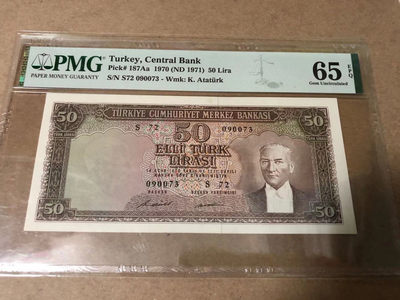 PMG
PAPER MONEY GUARANTY
Turkey, Central Bank
Pick# 187Aa 1970 (ND 1971) 50 Lira
S/N S72 090073 - Wmk: K. Atatürk
65 EPQ
Gem Uncirculated
50 TÜRKİYE CUMHURİYET MERKEZ BANKASI 50
S 72 50 090073
ELLİ TÜRK
LİRASI
090073 S 72
50 50